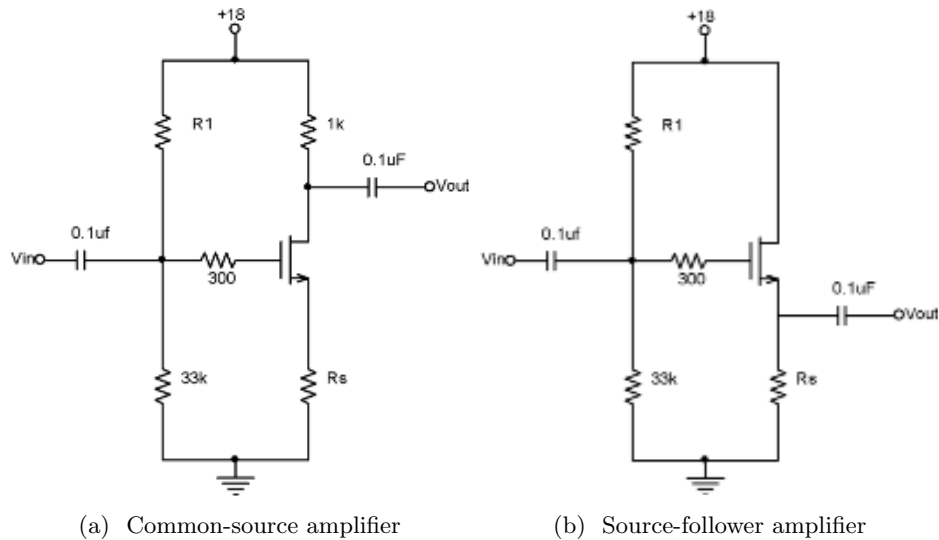 +18
R1
1k
0.1uF
Vout
0.1uf
Vin
300
33k
Rs
(a) Common-source amplifier
+18
R1
0.1uf
Vin
300
0.1uF
Vout
33k
Rs
(b) Source-follower amplifier